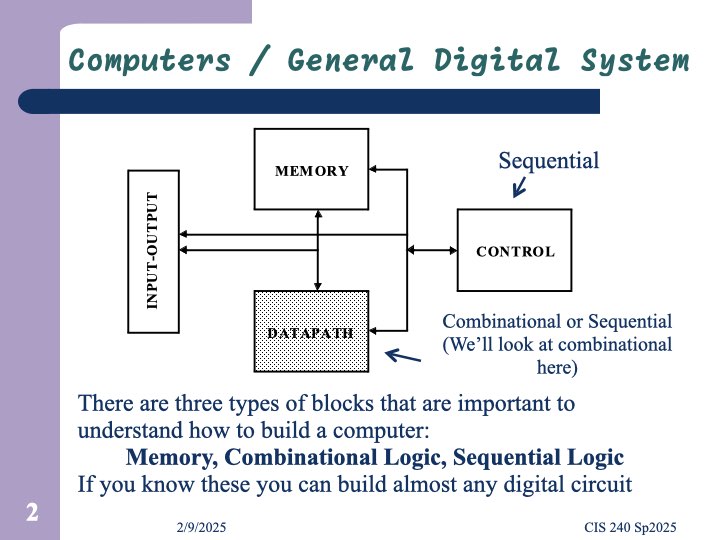 Computers / General Digital System
MEMORY
Sequential
INPUT-OUTPUT
CONTROL
DATAPATH
Combinational or Sequential
(We’ll look at combinational
here)
There are three types of blocks that are important to
understand how to build a computer:
Memory, Combinational Logic, Sequential Logic
If you know these you can build almost any digital circuit
2
2/9/2025
CIS 240 Sp2025